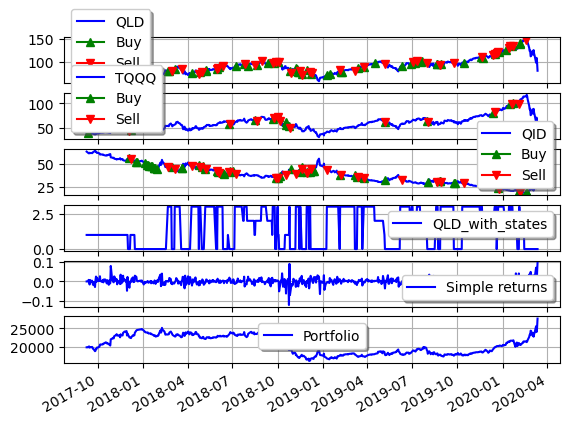 QLD
Buy
Sell
150
100
TQQQ
Buy
Sell
100
50
QID
Buy
Sell
50
25
2.5
0.0
QLD_with_states
0.1
0.0
−0.1
Simple returns
25000
20000
Portfolio
2017-10 2018-01 2018-04 2018-07 2018-10 2019-01 2019-04 2019-07 2019-10 2020-01 2020-04